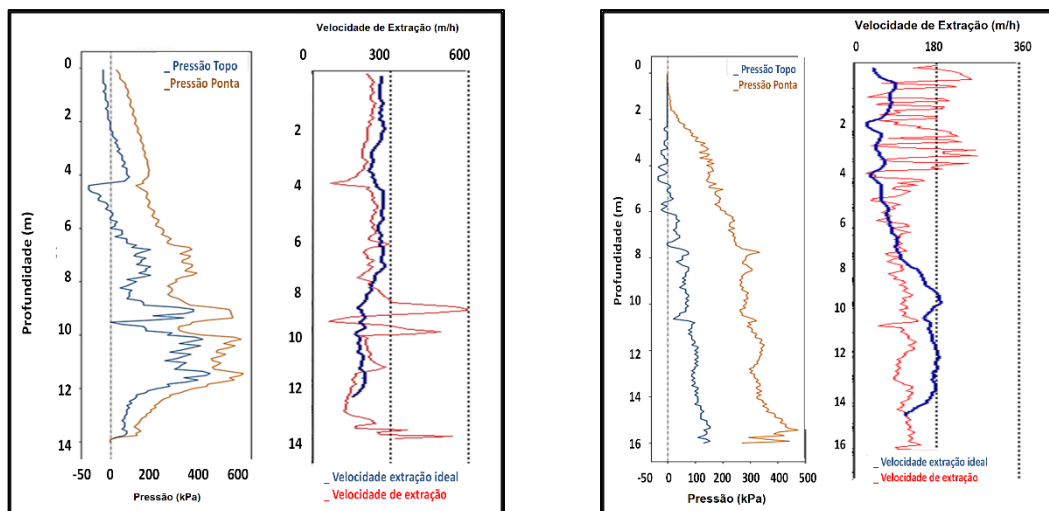 Velocidade de Extração (m/h)
0 300 600
_ Pressão Topo
_Pressão Ponta
0
2
4
6
8
10
12
14
Profundidade (m)
-50 0 200 400 600
Pressão (kPa)
2
4
6
8
10
12
14
_ Velocidade extração ideal
_ Velocidade de extração
Velocidade de Extração (m/h)
0 180 360
_ Pressão Topo
_Pressão Ponta
0
2
4
6
8
10
12
14
16
Profundidade (m)
-50 0 100 200 300 400 500
Pressão (kPa)
2
4
6
8
10
12
14
16
_ Velocidade extração ideal
_ Velocidade de extração